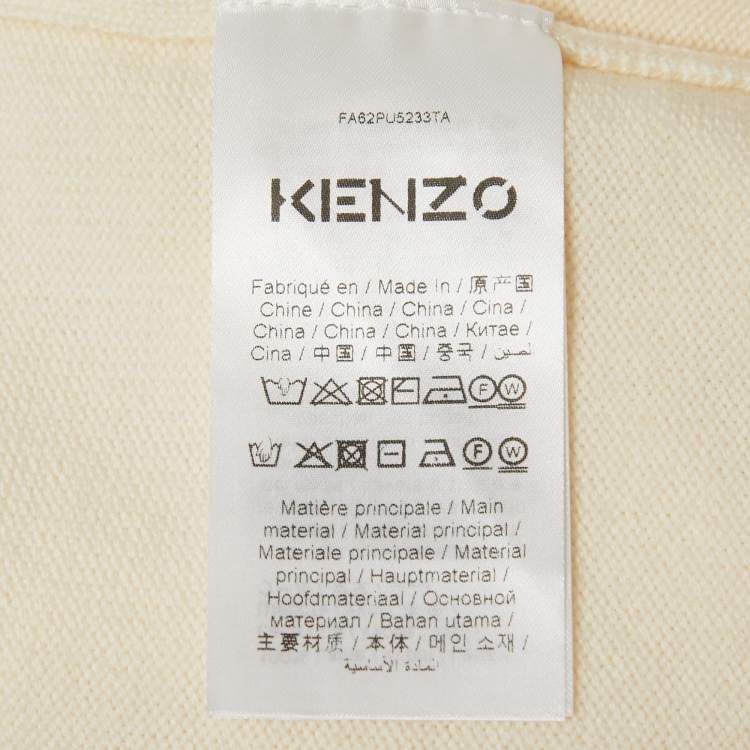 FA62PU5233TA
KENZO
Fabriqué en / Made In / 原产国
Chine / China / China / Cina /
China / China / China / Китае /
Cina / 中国 / 中国 / 중국 / الصين
F W
F W
Matière principale / Main
material / Material principal /
Materiale principale / Material
principal / Hauptmaterial /
Hoofdmateriaal / Основной
материал / Bahan utama /
主要材质 / 本体 / 메인 소재 /
المادة الأساسية